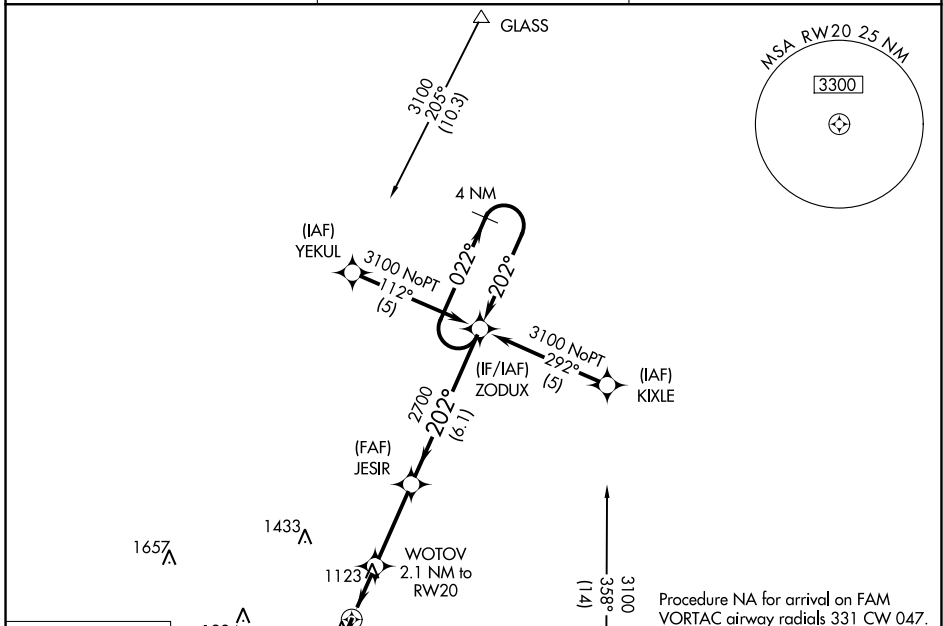 GLASS
MSA RW20 25 NM
3300
3100
205°
(10.3)
4 NM
(IAF)
YEKUL
3100 NoPT
112°
(5)
022°
202°
3100 NoPT
292°
(5)
(IF/IAF)
ZODUX
(IAF)
KIXLE
2700
202°
(6.1)
(FAF)
JESIR
1433
1657
1123
WOTOV
2.1 NM to
RW20
3100
358°
(14)
Procedure NA for arrival on FAM
VORTAC airway radials 331 CW 047.